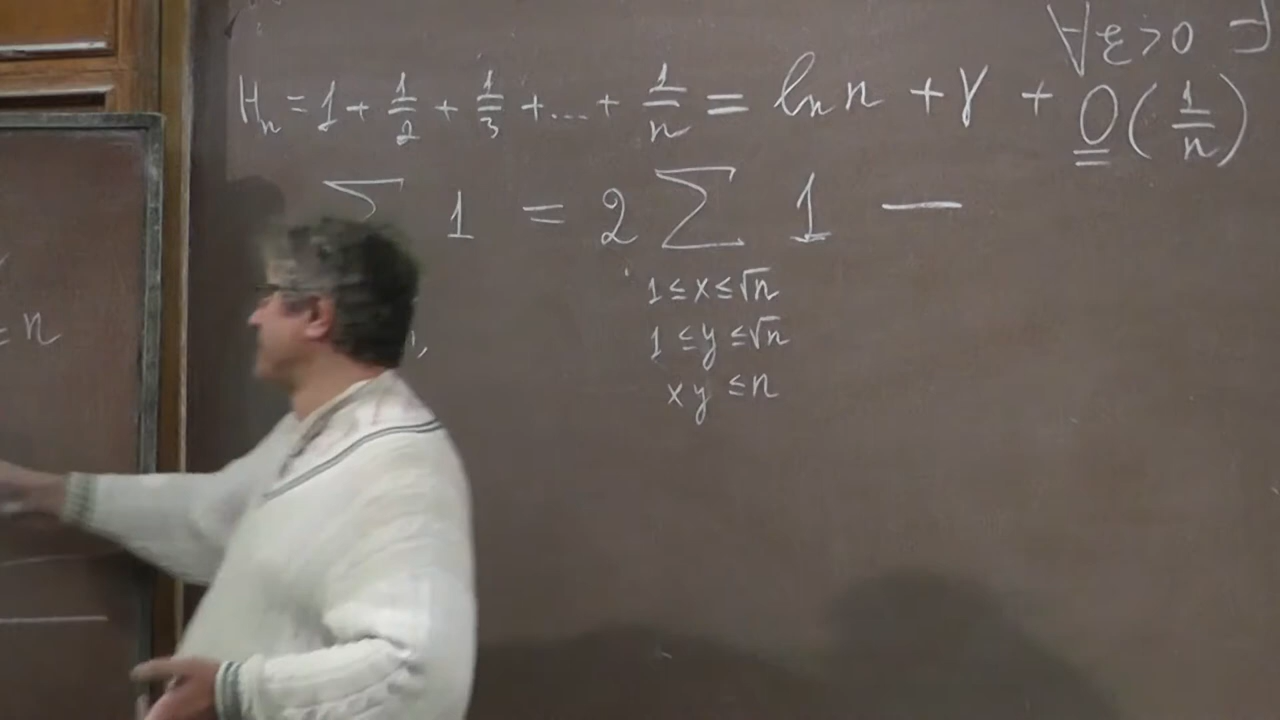 ∀ε>0 ∃
H_n = 1 + 1/2 + 1/3 + ... + 1/n = ln n + γ + O(1/n)
∑ 1 = 2 ∑ 1 —
1 ≤ x ≤ √n
= n
1 ≤ y ≤ √n
xy ≤ n